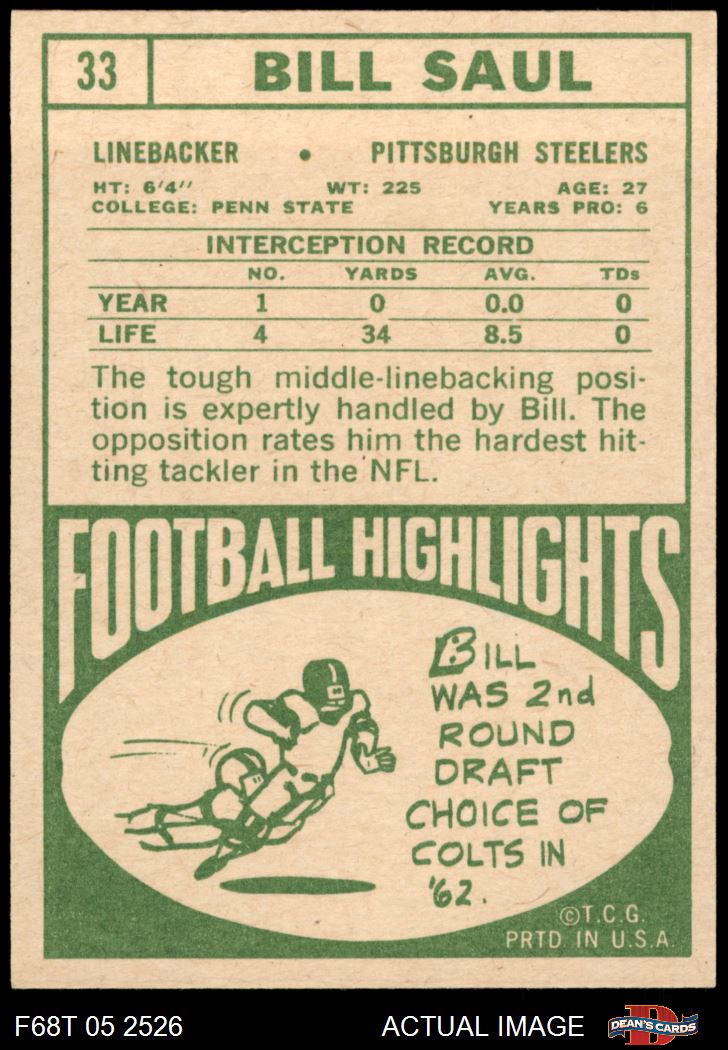 33 BILL SAUL
LINEBACKER • PITTSBURGH STEELERS
HT: 6'4" WT: 225 AGE: 27
COLLEGE: PENN STATE YEARS PRO: 6
INTERCEPTION RECORD
NO. YARDS AVG. TDs
YEAR 1 0 0.0 0
LIFE 4 34 8.5 0
The tough middle-linebacking posi-
tion is expertly handled by Bill. The
opposition rates him the hardest hit-
ting tackler in the NFL.
FOOTBALL HIGHLIGHTS
BILL
WAS 2nd
ROUND
DRAFT
CHOICE OF
COLTS IN
'62.
©T.C.G.
PRTD. IN U.S.A.
F68T 05 2526 ACTUAL IMAGE D DEAN'S CARDS